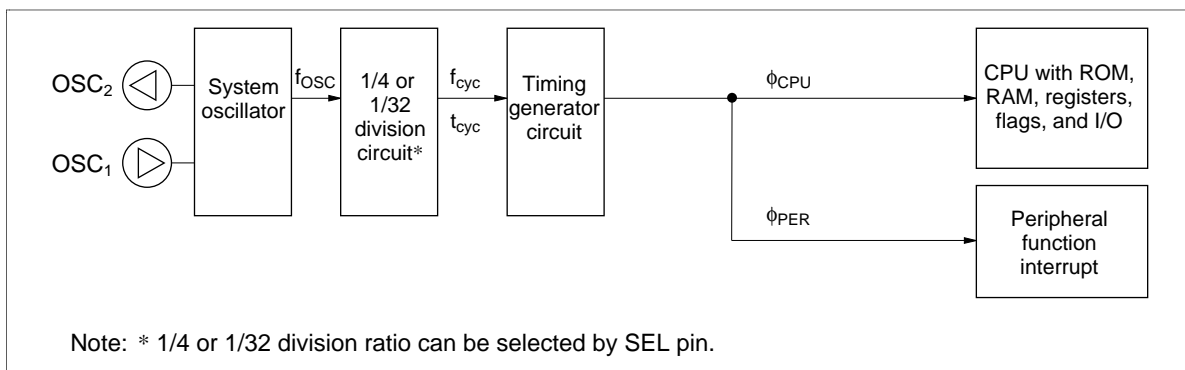 OSC2
OSC1
System
oscillator
fOSC
1/4 or
1/32
division
circuit*
fcyc
tcyc
Timing
generator
circuit
ϕCPU
CPU with ROM,
RAM, registers,
flags, and I/O
ϕPER
Peripheral
function
interrupt
Note: * 1/4 or 1/32 division ratio can be selected by SEL pin.